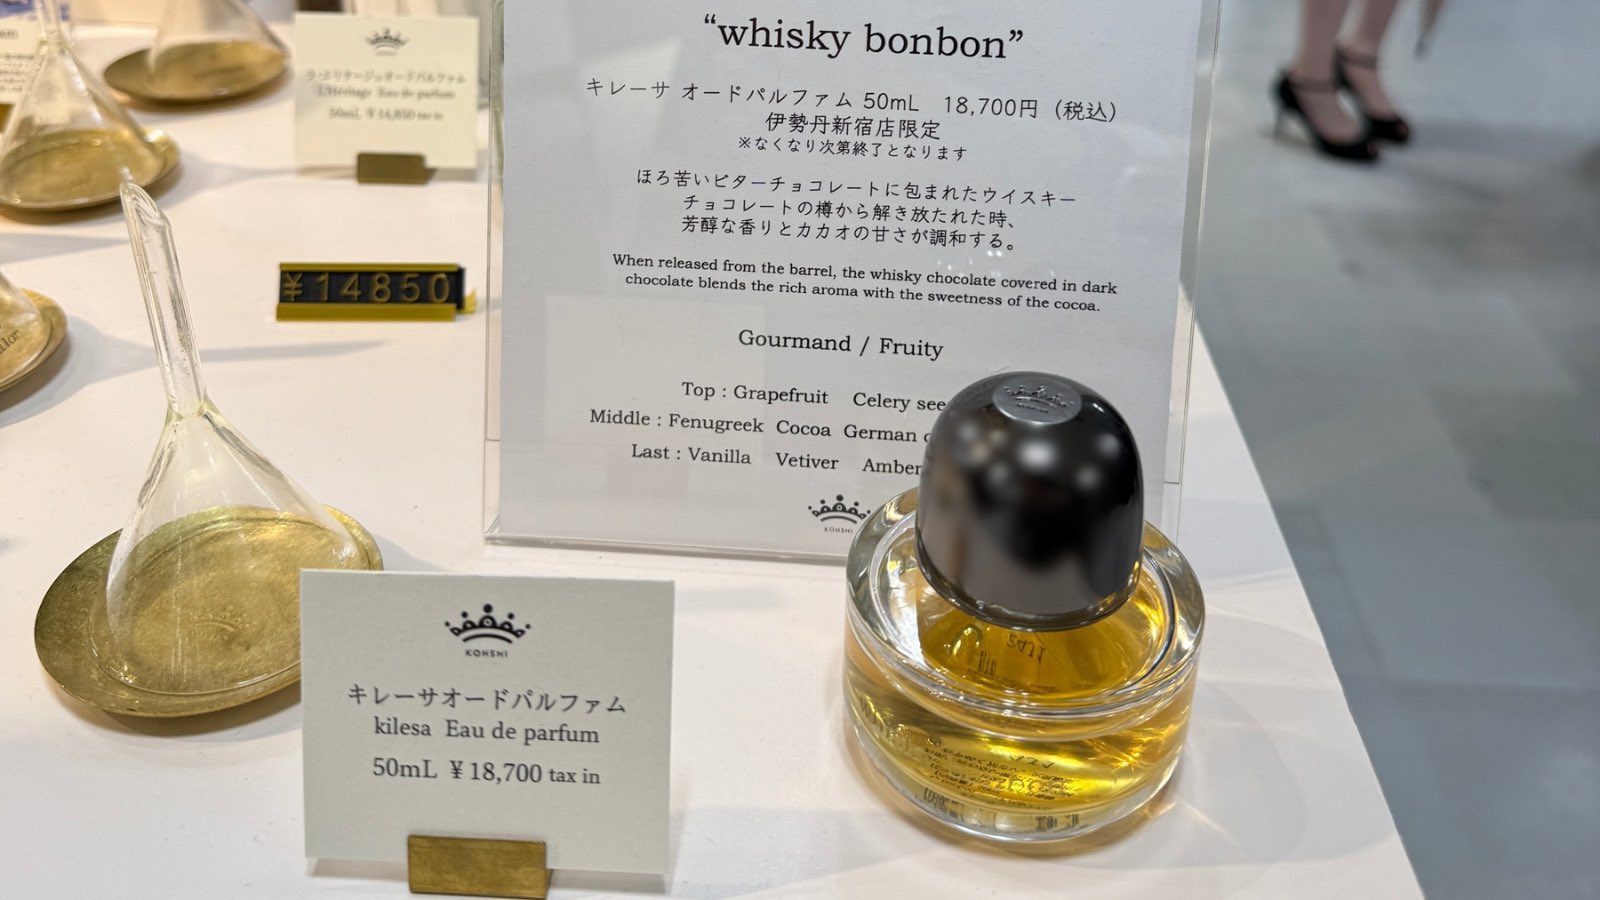 “whisky bonbon”
キレーサ オードパルファム 50mL 18,700円（税込）
伊勢丹新宿店限定
※なくなり次第終了となります
ほろ苦いビターチョコレートに包まれたウイスキー
チョコレートの樽から解き放たれた時、
芳醇な香りとカカオの甘さが調和する。
When released from the barrel, the whisky chocolate covered in dark
chocolate blends the rich aroma with the sweetness of the cocoa.
Gourmand / Fruity
Top : Grapefruit Celery see
Middle : Fenugreek Cocoa German
Last : Vanilla Vetiver Amber
KONSHI
ラ・エリタージュオードパルファム
L'Heritage Eau de parfum
50mL ¥14,850 tax in
¥14850
KONSHI
キレーサオードパルファム
kilesa Eau de parfum
50mL ¥18,700 tax in